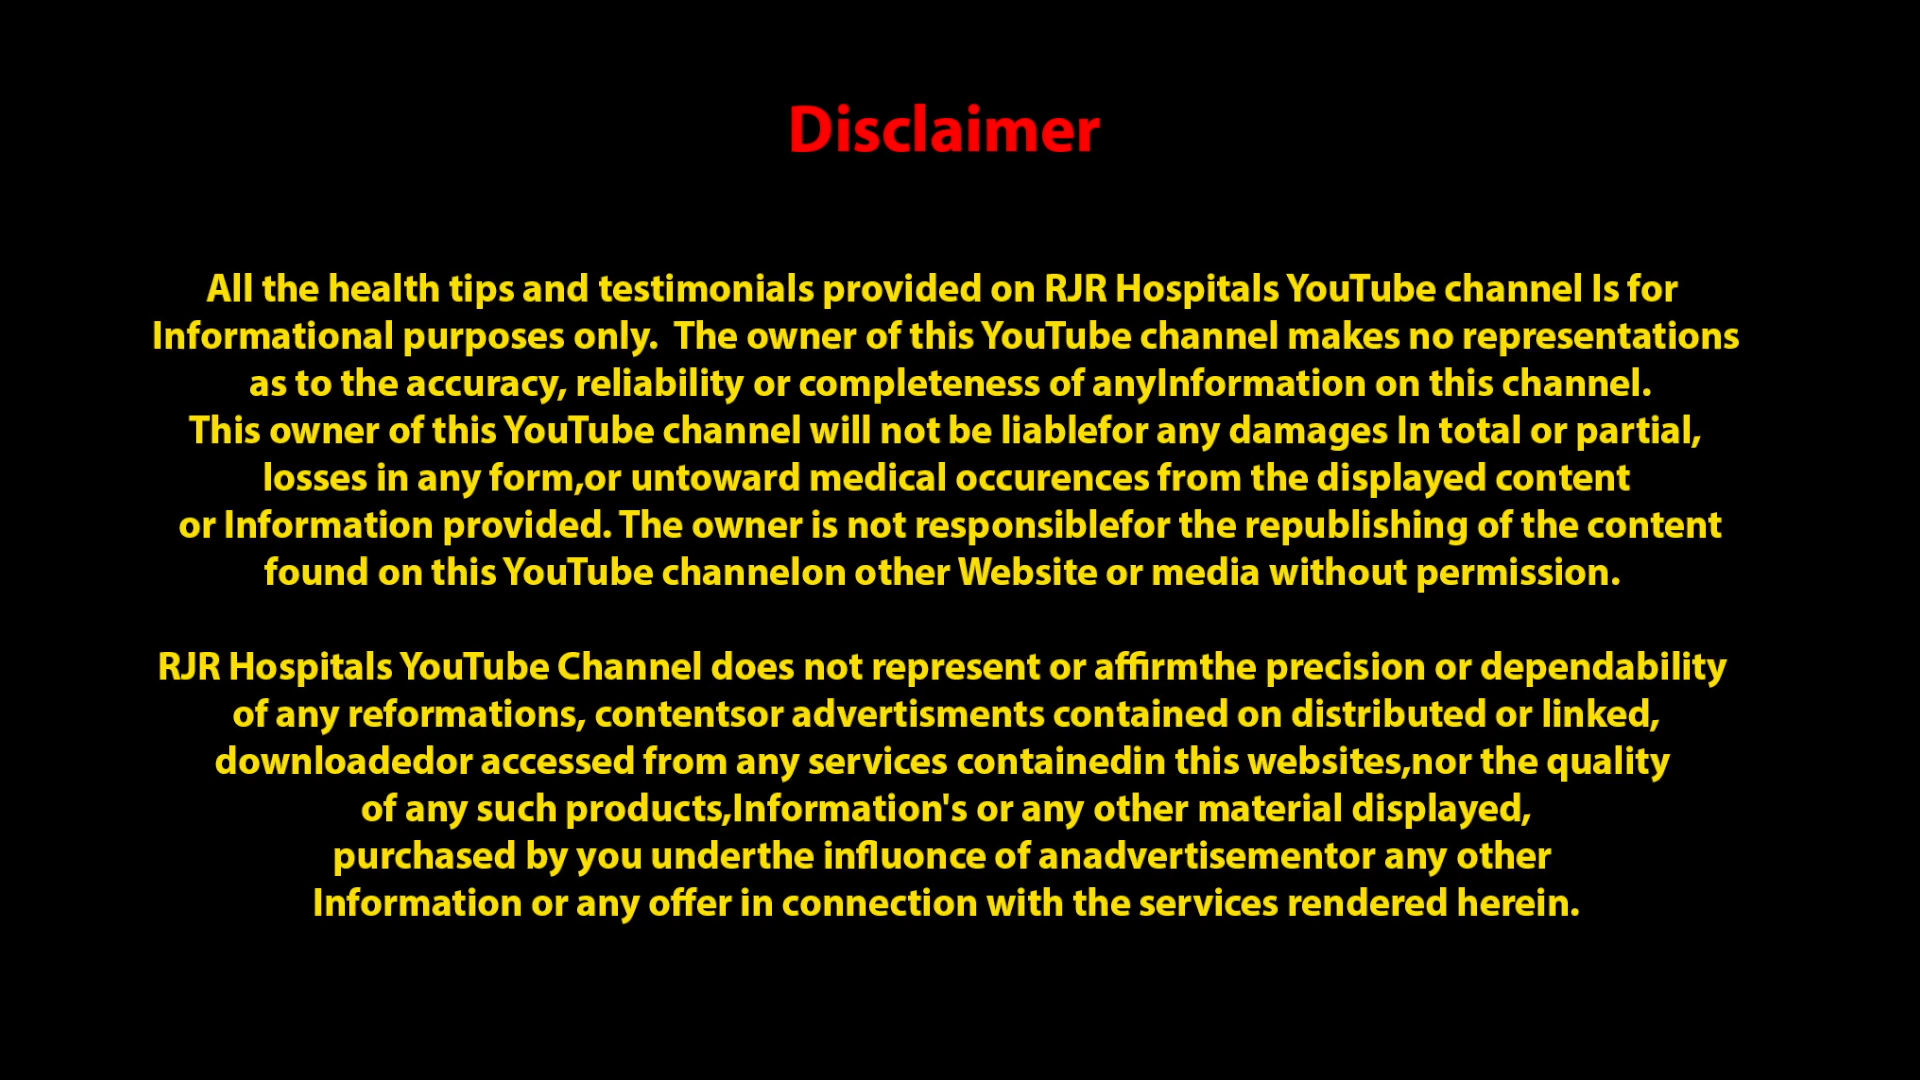 Disclaimer
All the health tips and testimonials provided on RJR Hospitals YouTube channel Is for
Informational purposes only.  The owner of this YouTube channel makes no representations
as to the accuracy, reliability or completeness of anyInformation on this channel.
This owner of this YouTube channel will not be liablefor any damages In total or partial,
losses in any form,or untoward medical occurences from the displayed content
or Information provided. The owner is not responsiblefor the republishing of the content
found on this YouTube channelon other Website or media without permission.
RJR Hospitals YouTube Channel does not represent or affirmthe precision or dependability
of any reformations, contentsor advertisments contained on distributed or linked,
downloadedor accessed from any services containedin this websites,nor the quality
of any such products,Information's or any other material displayed,
purchased by you underthe influonce of anadvertisementor any other
Information or any offer in connection with the services rendered herein.